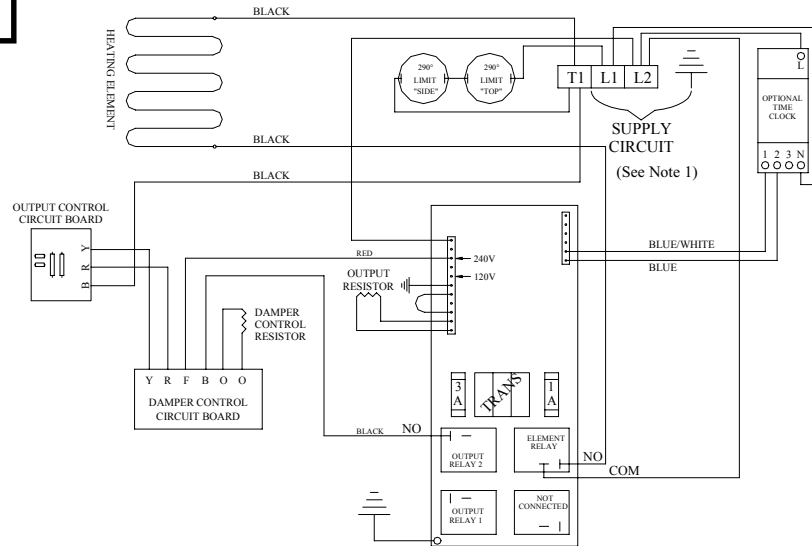 BLACK
HEATING ELEMENT
290°
LIMIT
"SIDE"
290°
LIMIT
"TOP"
T1 L1 L2
SUPPLY
CIRCUIT
(See Note 1)
L
OPTIONAL
TIME
CLOCK
1 2 3 N
BLACK
BLACK
OUTPUT CONTROL
CIRCUIT BOARD
Y
R
B
RED
240V
120V
OUTPUT
RESISTOR
BLUE/WHITE
BLUE
DAMPER
CONTROL
RESISTOR
Y R F B O O
DAMPER CONTROL
CIRCUIT BOARD
3
A
TRANS
1
A
BLACK NO
OUTPUT
RELAY 2
ELEMENT
RELAY
NO
COM
OUTPUT
RELAY 1
NOT
CONNECTED